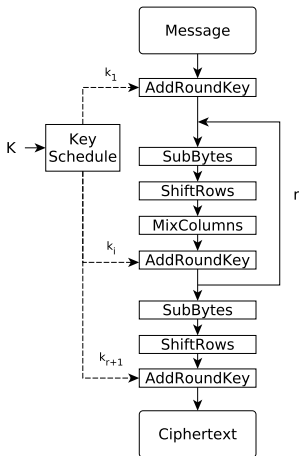 Message
k1
AddRoundKey
K
Key
Schedule
SubBytes
ShiftRows
r
MixColumns
ki
AddRoundKey
SubBytes
ShiftRows
kr+1
AddRoundKey
Ciphertext